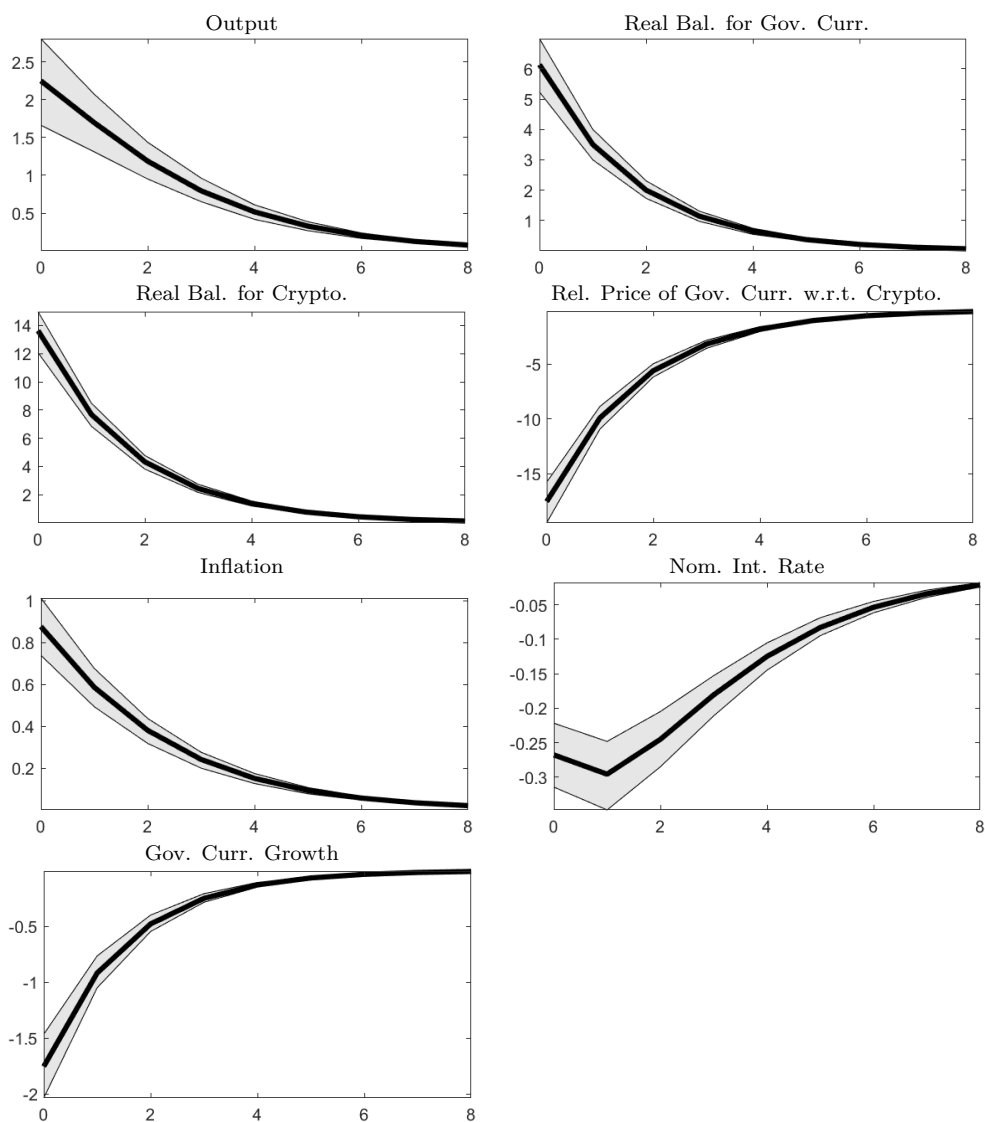 Output
2.5
2
1.5
1
0.5
0 2 4 6 8
Real Bal. for Gov. Curr.
6
5
4
3
2
1
0 2 4 6 8
Real Bal. for Crypto.
14
12
10
8
6
4
2
0 2 4 6 8
Rel. Price of Gov. Curr. w.r.t. Crypto.
-5
-10
-15
0 2 4 6 8
Inflation
1
0.8
0.6
0.4
0.2
0 2 4 6 8
Nom. Int. Rate
-0.05
-0.1
-0.15
-0.2
-0.25
-0.3
0 2 4 6 8
Gov. Curr. Growth
-0.5
-1
-1.5
-2
0 2 4 6 8